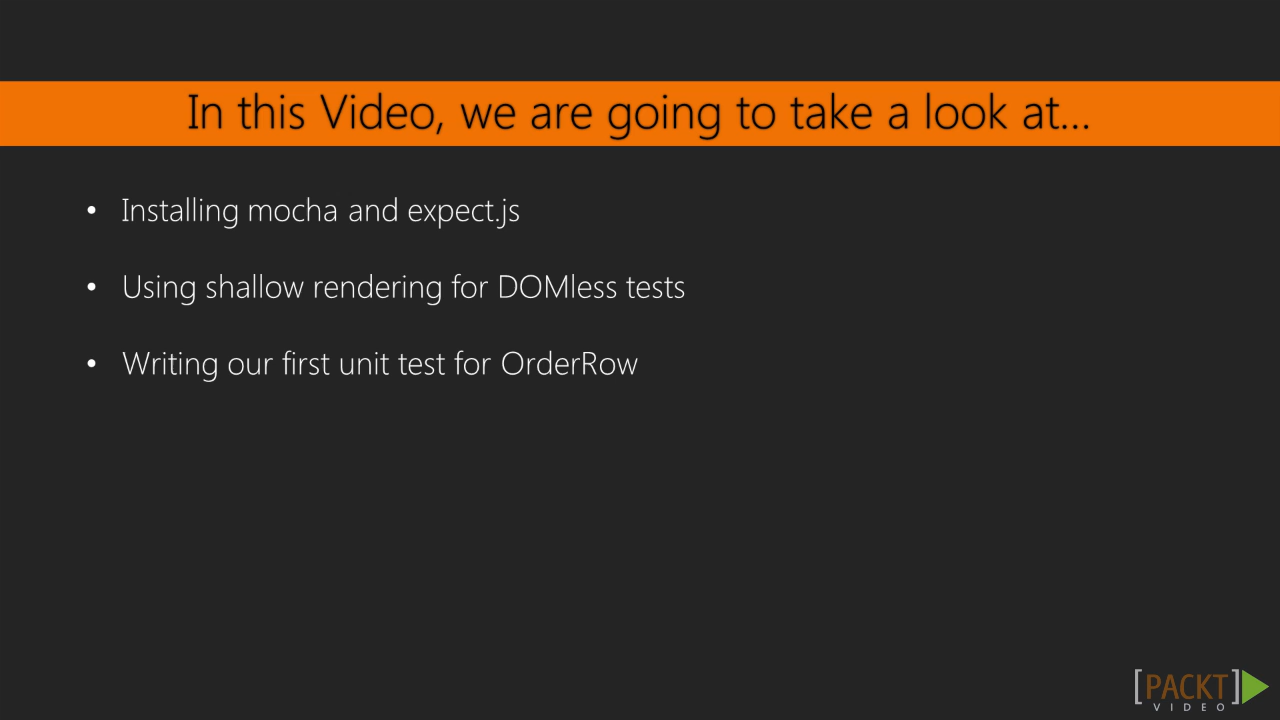 In this Video, we are going to take a look at...
• Installing mocha and expect.js
• Using shallow rendering for DOMless tests
• Writing our first unit test for OrderRow
[PACKT]
VIDEO